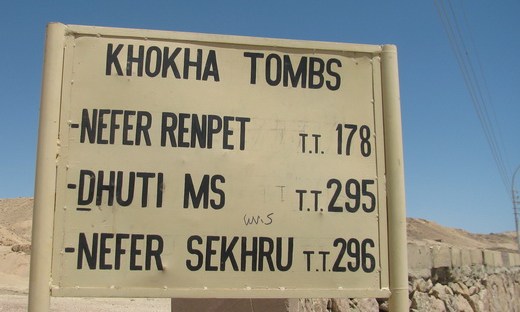 KHOKHA TOMBS
-NEFER RENPET T.T. 178
-DHUTI MS T.T. 295
-NEFER SEKHRU T.T. 296